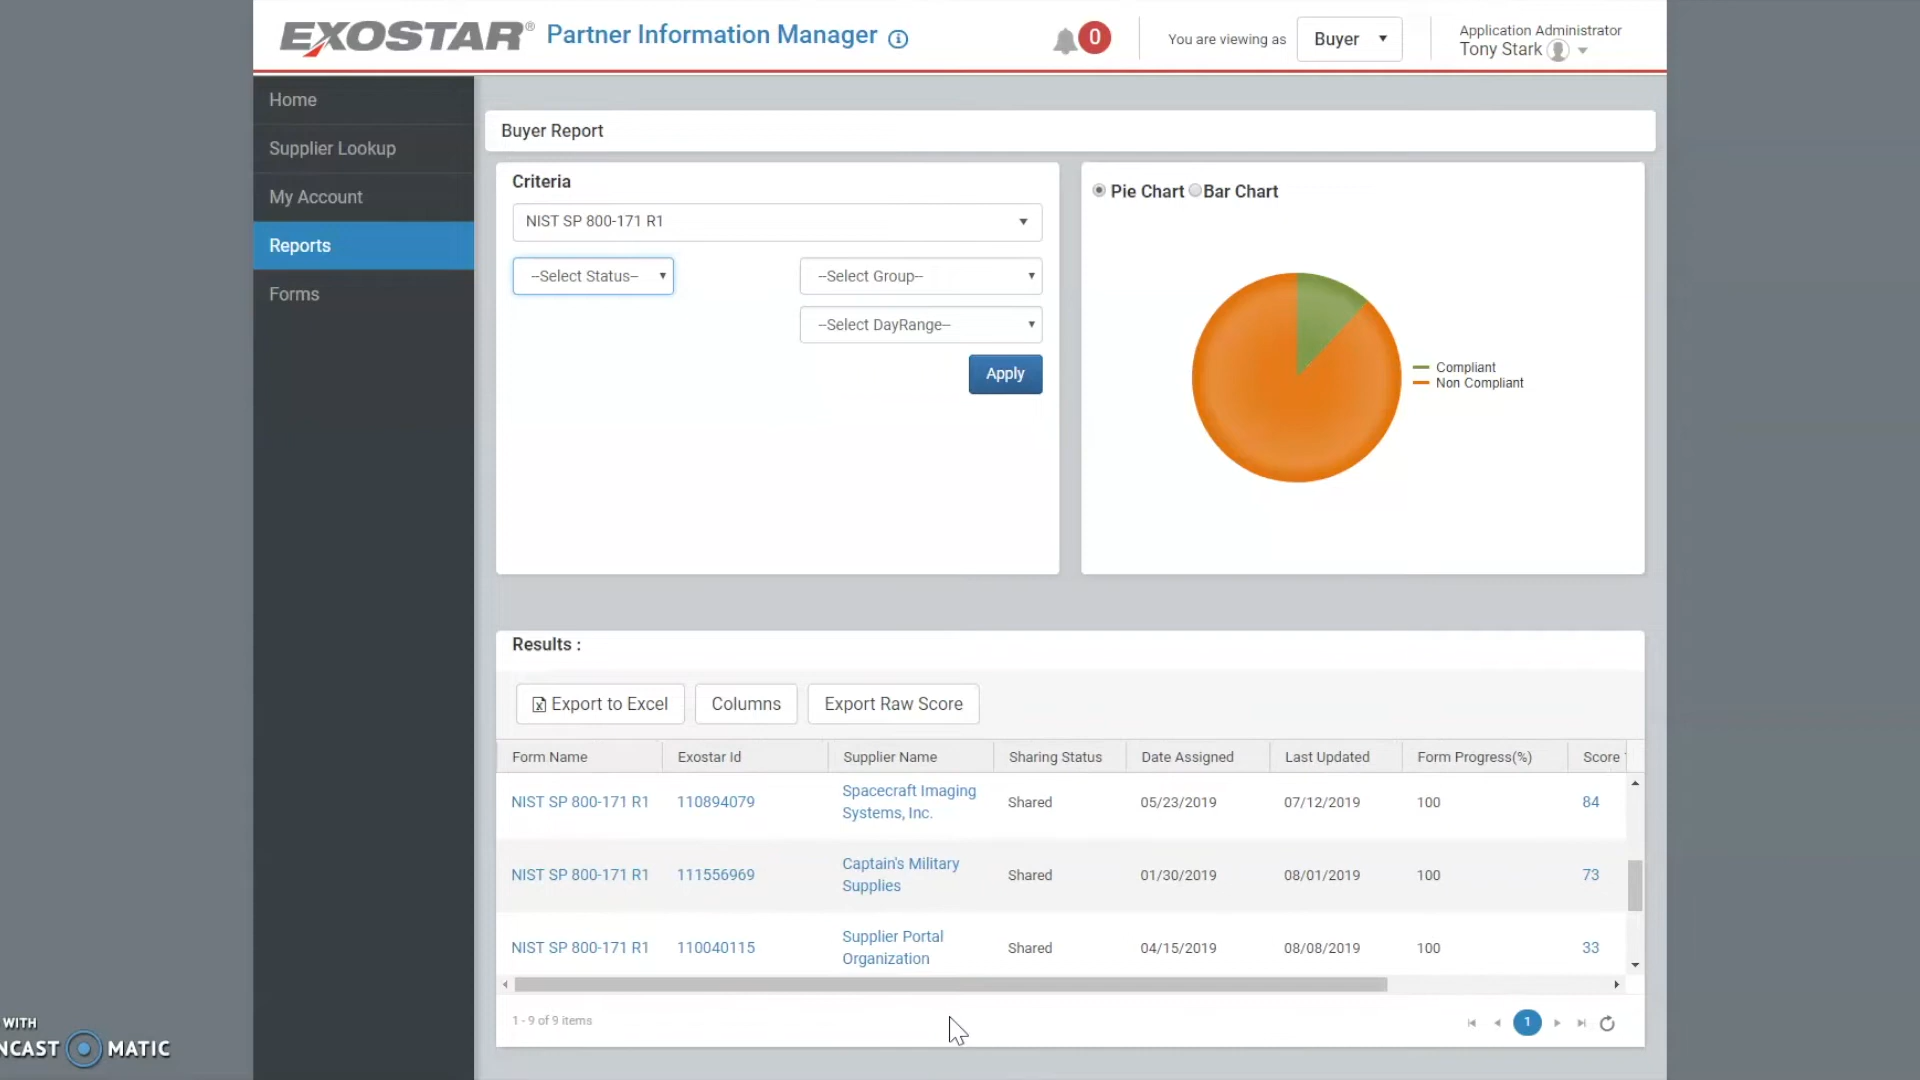 EXOSTAR® Partner Information Manager
0
You are viewing as
Buyer
Application Administrator
Tony Stark
Home
Supplier Lookup
My Account
Reports
Forms
Buyer Report
Criteria
NIST SP 800-171 R1
--Select Status--
--Select Group--
--Select DayRange--
Apply
Pie Chart Bar Chart
Compliant
Non Compliant
Results :
Export to Excel Columns Export Raw Score
Form Name Exostar Id Supplier Name Sharing Status Date Assigned Last Updated Form Progress(%) Score
NIST SP 800-171 R1 110894079 Spacecraft Imaging Systems, Inc. Shared 05/23/2019 07/12/2019 100 84
NIST SP 800-171 R1 111556969 Captain's Military Supplies Shared 01/30/2019 08/01/2019 100 73
NIST SP 800-171 R1 110040115 Supplier Portal Organization Shared 04/15/2019 08/08/2019 100 33
1 - 9 of 9 items
1
WITH
NCAST MATIC